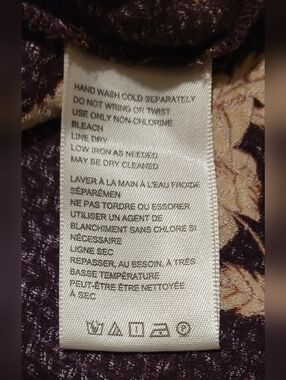 HAND WASH COLD SEPARATELY
DO NOT WRING OR TWIST
USE ONLY NON-CHLORINE
BLEACH
LINE DRY
LOW IRON AS NEEDED
MAY BE DRY CLEANED
LAVER À LA MAIN À L'EAU FROIDE
SÉPARÉMEN
NE PAS TORDRE OU ESSORER
UTILISER UN AGENT DE
BLANCHIMENT SANS CHLORE SI
NÉCESSAIRE
LIGNE SEC
REPASSER, AU BESOIN, À TRÈS
BASSE TEMPÉRATURE
PEUT-ÊTRE ÊTRE NETTOYÉE
À SEC